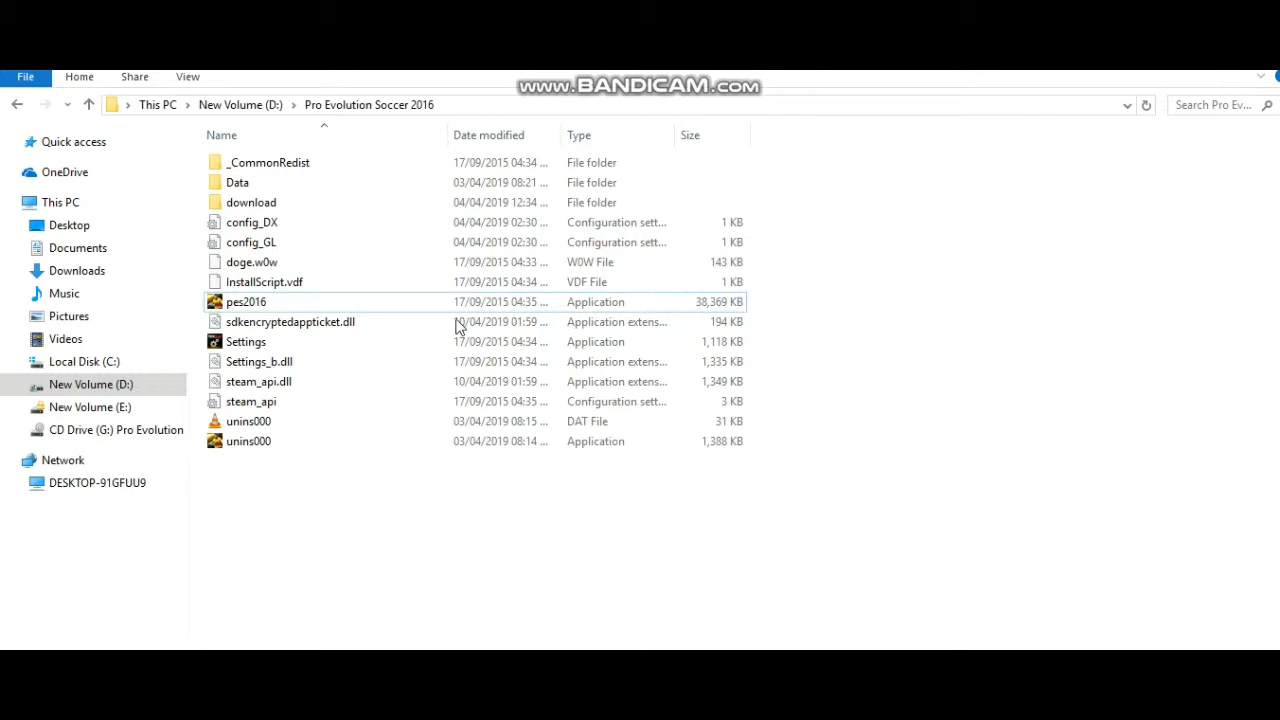 www.BANDICAM.com
File Home Share View
This PC New Volume (D:) Pro Evolution Soccer 2016 Search Pro Ev...
Name Date modified Type Size
Quick access
OneDrive
This PC
Desktop
Documents
Downloads
Music
Pictures
Videos
Local Disk (C:)
New Volume (D:)
New Volume (E:)
CD Drive (G:) Pro Evolution
Network
DESKTOP-91GFUU9
_CommonRedist 17/09/2015 04:34 ... File folder
Data 03/04/2019 08:21 ... File folder
download 04/04/2019 12:34 ... File folder
config_DX 04/04/2019 02:30 ... Configuration sett... 1 KB
config_GL 04/04/2019 02:30 ... Configuration sett... 1 KB
doge.w0w 17/09/2015 04:33 ... W0W File 143 KB
InstallScript.vdf 17/09/2015 04:34 ... VDF File 1 KB
pes2016 17/09/2015 04:35 ... Application 38,369 KB
sdkencryptedappticket.dll 10/04/2019 01:59 ... Application extens... 194 KB
Settings 17/09/2015 04:34 ... Application 1,118 KB
Settings_b.dll 17/09/2015 04:34 ... Application extens... 1,335 KB
steam_api.dll 10/04/2019 01:59 ... Application extens... 1,349 KB
steam_api 17/09/2015 04:35 ... Configuration sett... 3 KB
unins000 03/04/2019 08:15 ... DAT File 31 KB
unins000 03/04/2019 08:14 ... Application 1,388 KB